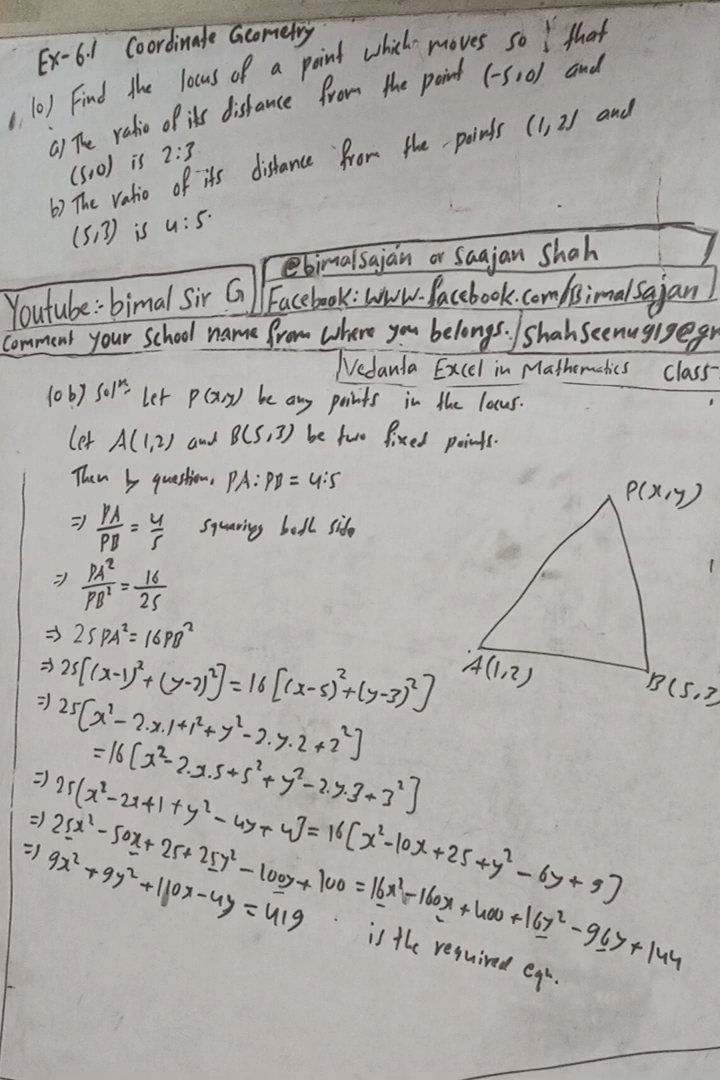 Ex-6.1 Coordinate Geometry
10) Find the locus of a point which moves so that
a) The ratio of its distance from the point (-5,0) and
(5,0) is 2:3
b) The ratio of its distance from the points (1,2) and
(5,3) is 4:5.
@bimalsajan or Saajan Shah
Youtube:- bimal Sir G
Facebook: www.facebook.com/Bimalsajan
Comment your School name from where you belongs. / Shahseenu919@gm
Vedanta Excel in Mathematics Class-
10b) Solⁿ: Let P(x,y) be any points in the locus.
Let A(1,2) and B(5,3) be two fixed points.
Then by question, PA:PB = 4:5
⇒ PA/PB = 4/5 squaring both side
⇒ PA²/PB² = 16/25
⇒ 25PA² = 16PB²
⇒ 25[(x-1)²+(y-2)²] = 16[(x-5)²+(y-3)²]
⇒ 25[x²-2.x.1+1²+y²-2.y.2+2²]
= 16[x²-2.x.5+5²+y²-2.y.3+3²]
⇒ 25[x²-2x+1+y²-4y+4] = 16[x²-10x+25+y²-6y+9]
⇒ 25x²-50x+25+25y²-100y+100 = 16x²-160x+400+16y²-96y+144
⇒ 9x²+9y²+110x-4y = 419. is the required eqn.
P(x,y)
A(1,2)
B(5,3